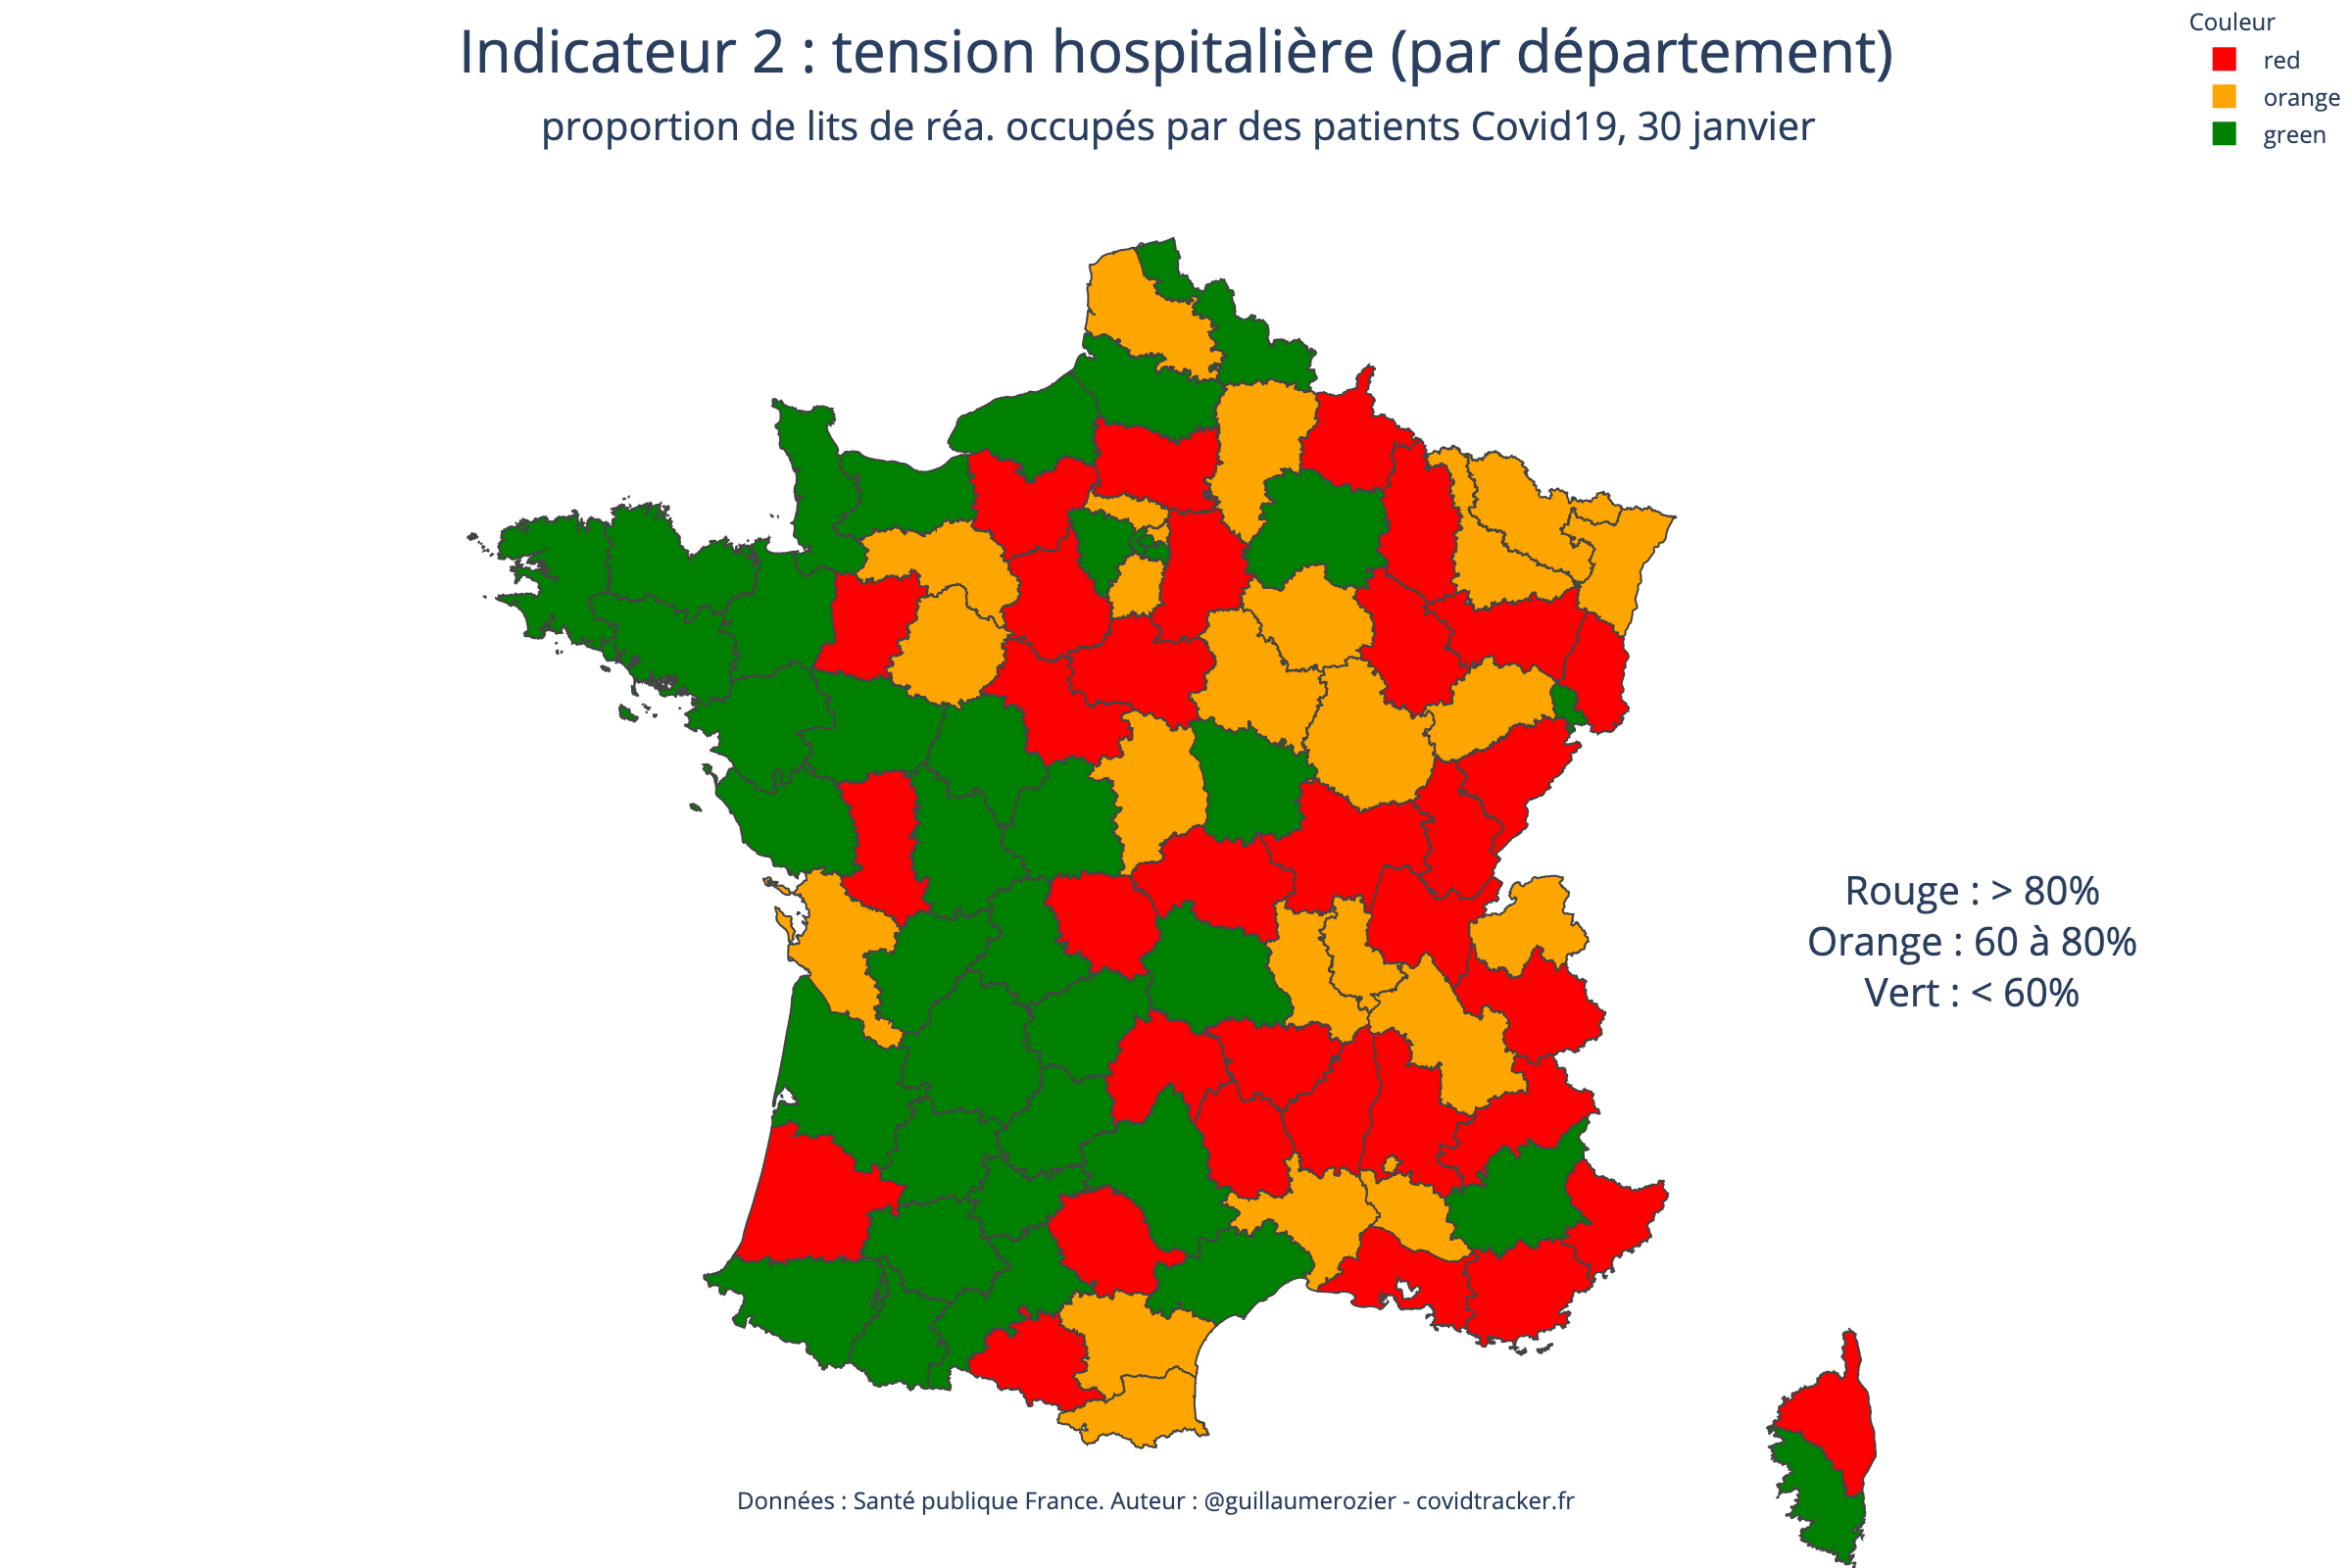 Indicateur 2 : tension hospitalière (par département)
proportion de lits de réa. occupés par des patients Covid19, 30 janvier
Couleur
red
orange
green
Rouge : > 80%
Orange : 60 à 80%
Vert : < 60%
Données : Santé publique France. Auteur : @guillaumerozier - covidtracker.fr